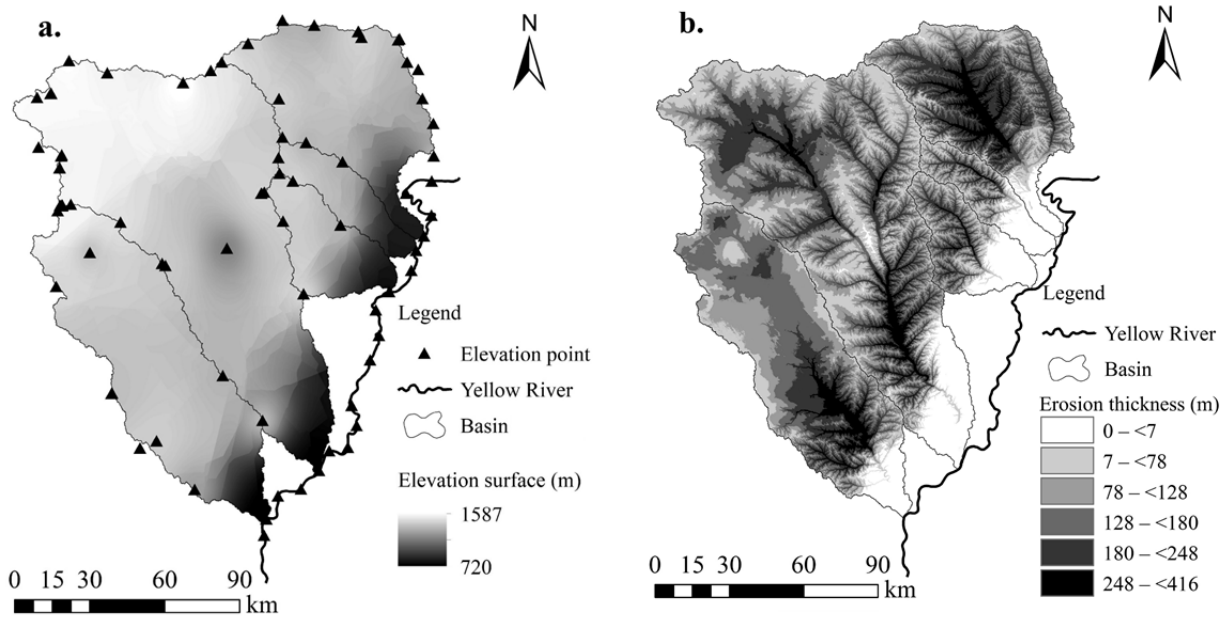 a.
N
Legend
Elevation point
Yellow River
Basin
Elevation surface (m)
1587
720
0 15 30 60 90
km
b.
N
Legend
Yellow River
Basin
Erosion thickness (m)
0 – <7
7 – <78
78 – <128
128 – <180
180 – <248
248 – <416
0 15 30 60 90
km